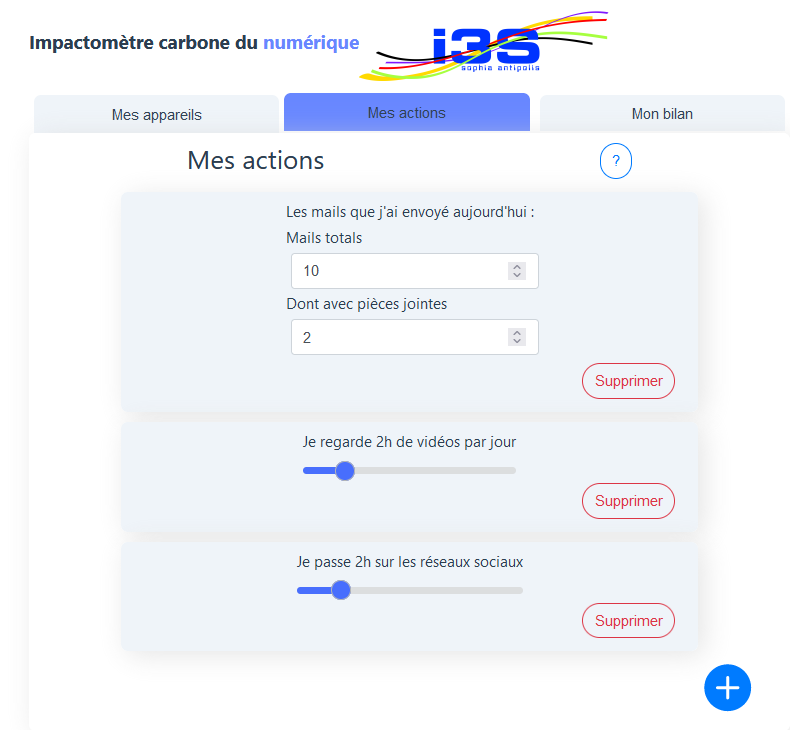 Impactomètre carbone du numérique
i3S
sophia antipolis
Mes appareils
Mes actions
Mon bilan
Mes actions
?
Les mails que j'ai envoyé aujourd'hui :
Mails totals
10
Dont avec pièces jointes
2
Supprimer
Je regarde 2h de vidéos par jour
Supprimer
Je passe 2h sur les réseaux sociaux
Supprimer
+